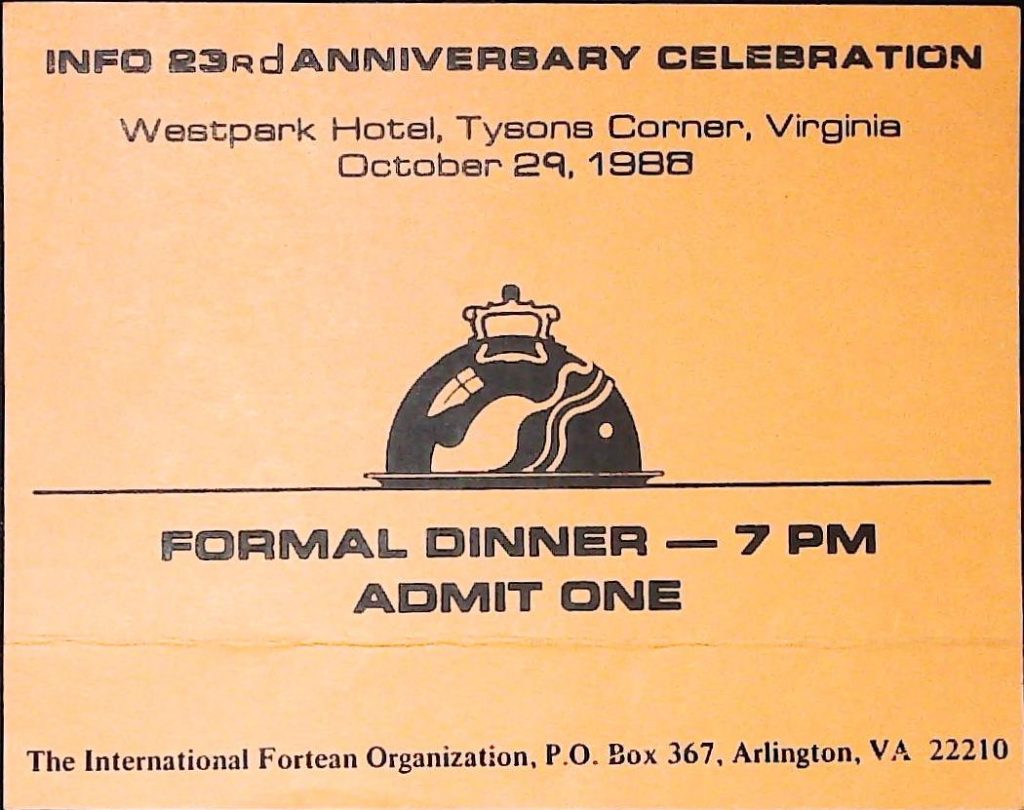 INFO 23Rd ANNIVERSARY CELEBRATION
Westpark Hotel, Tysons Corner, Virginia
October 29, 1988
FORMAL DINNER — 7 PM
ADMIT ONE
The International Fortean Organization, P.O. Box 367, Arlington, VA 22210